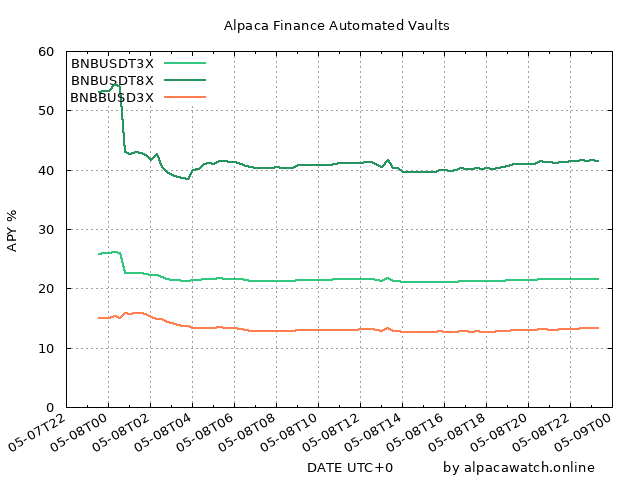 Alpaca Finance Automated Vaults
60
50
40
30
20
10
0
APY %
BNBUSDT3X
BNBUSDT8X
BNBBUSD3X
05-07T22
05-08T00
05-08T02
05-08T04
05-08T06
05-08T08
05-08T10
05-08T12
05-08T14
05-08T16
05-08T18
05-08T20
05-08T22
05-09T00
DATE UTC+0
by alpacawatch.online